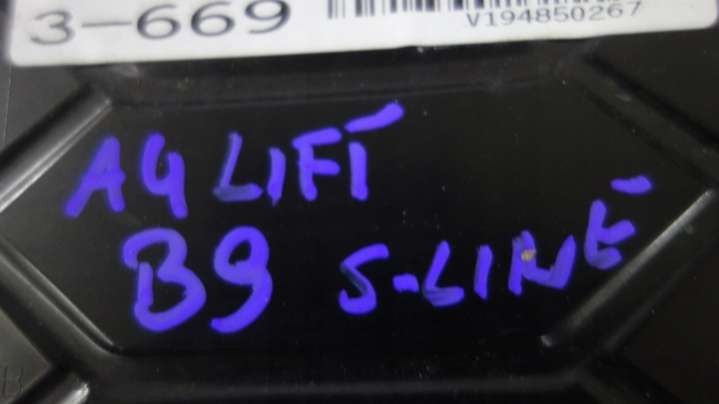 3-669
V194850267
A4 LIFT
B9 S-LINE